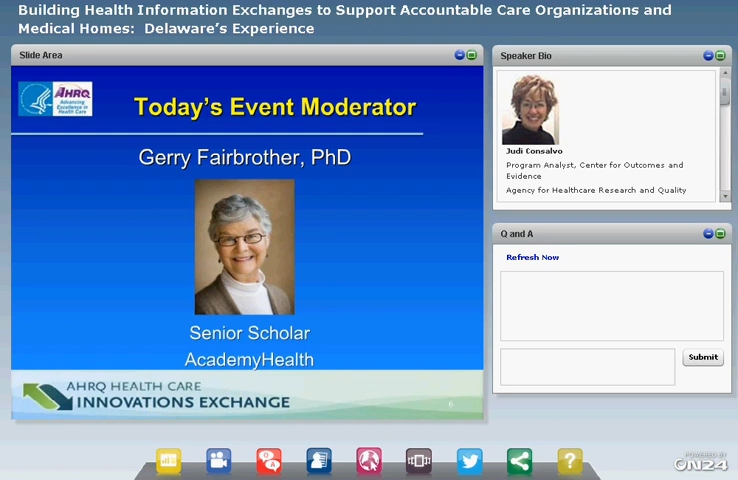 Building Health Information Exchanges to Support Accountable Care Organizations and
Medical Homes:  Delaware's Experience
Slide Area
AHRQ
Advancing
Excellence in
Health Care
Today's Event Moderator
Gerry Fairbrother, PhD
Senior Scholar
AcademyHealth
AHRQ HEALTH CARE
INNOVATIONS EXCHANGE
6
Speaker Bio
Judi Consalvo
Program Analyst, Center for Outcomes and
Evidence
Agency for Healthcare Research and Quality
Q and A
Refresh Now
Submit
Q
A
?
POWERED BY
ON24